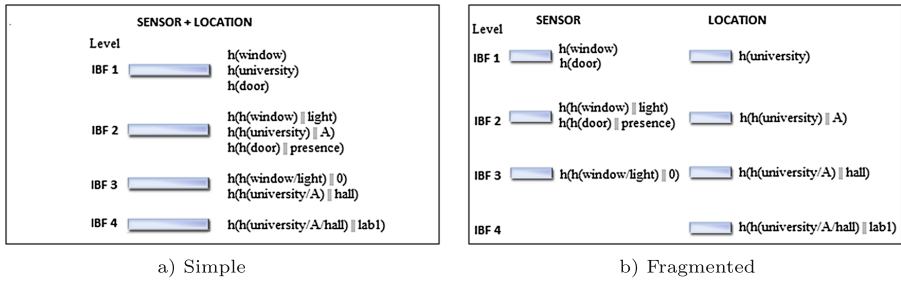 SENSOR + LOCATION
Level
IBF 1
h(window)
h(university)
h(door)
IBF 2
h(h(window) || light)
h(h(university) || A)
h(h(door) || presence)
IBF 3
h(h(window/light) || 0)
h(h(university/A) || hall)
IBF 4
h(h(university/A/hall) || lab1)
a) Simple
SENSOR
LOCATION
Level
IBF 1
h(window)
h(door)
h(university)
IBF 2
h(h(window) || light)
h(h(door) || presence)
h(h(university) || A)
IBF 3
h(h(window/light) || 0)
h(h(university/A) || hall)
IBF 4
h(h(university/A/hall) || lab1)
b) Fragmented